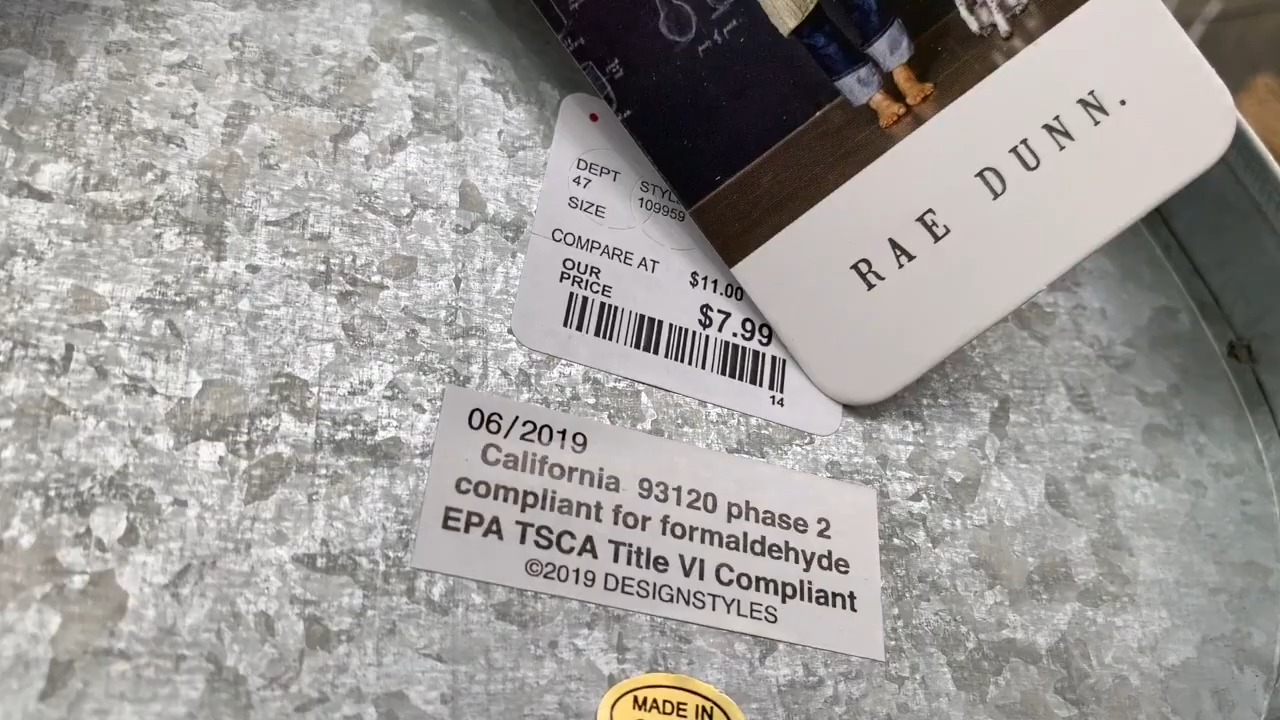 RAE DUNN.
DEPT
47
SIZE
109959
COMPARE AT
$11.00
OUR
PRICE
$7.99
14
06/2019
California 93120 phase 2
compliant for formaldehyde
EPA TSCA Title VI Compliant
©2019 DESIGNSTYLES
MADE IN